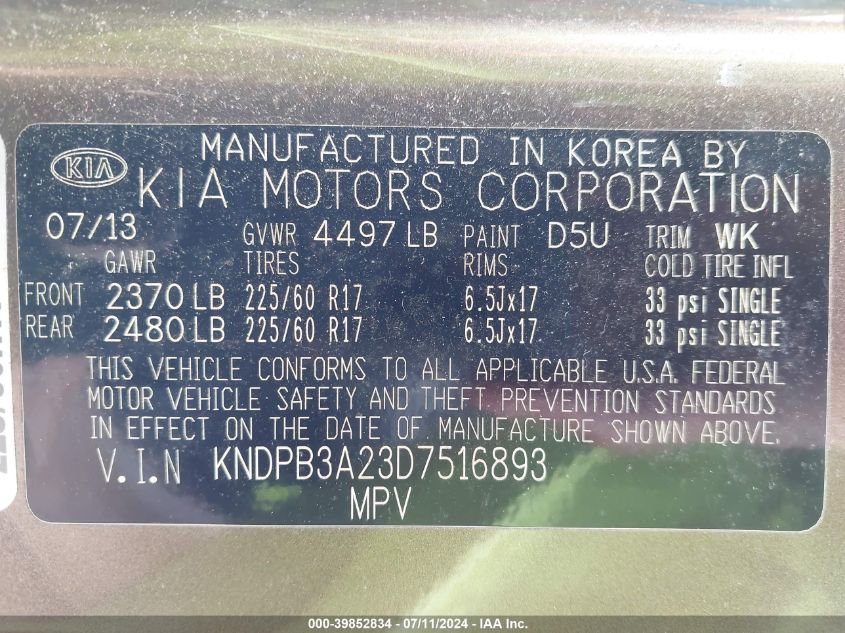 MANUFACTURED IN KOREA BY
KIA KIA MOTORS CORPORATION
07/13 GVWR 4497 LB PAINT D5U TRIM WK
GAWR TIRES RIMS COLD TIRE INFL
FRONT 2370 LB 225/60 R17 6.5Jx17 33 psi SINGLE
REAR 2480 LB 225/60 R17 6.5Jx17 33 psi SINGLE
THIS VEHICLE CONFORMS TO ALL APPLICABLE U.S.A. FEDERAL
MOTOR VEHICLE SAFETY AND THEFT PREVENTION STANDARDS
IN EFFECT ON THE DATE OF MANUFACTURE SHOWN ABOVE.
V.I.N KNDPB3A23D7516893
MPV
000-39852834 - 07/11/2024 - IAA Inc.